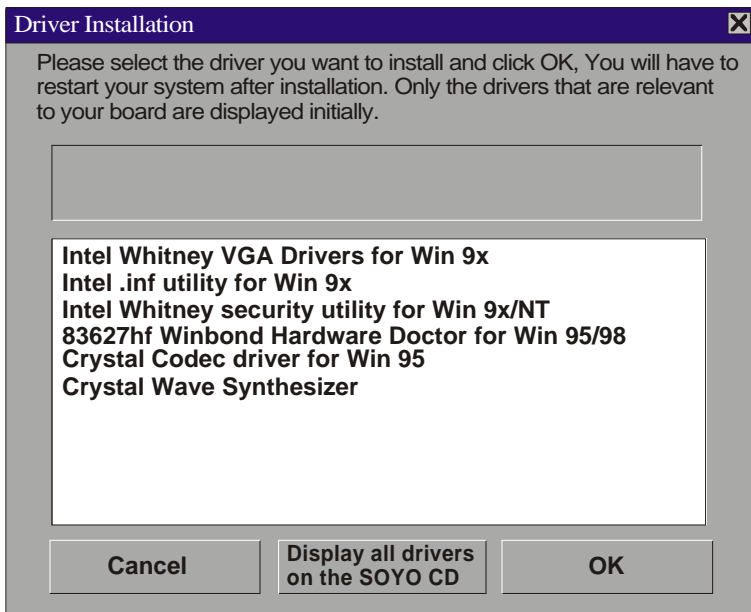 Driver Installation
Please select the driver you want to install and click OK, You will have to
restart your system after installation. Only the drivers that are relevant
to your board are displayed initially.
Intel Whitney VGA Drivers for Win 9x
Intel .inf utility for Win 9x
Intel Whitney security utility for Win 9x/NT
83627hf Winbond Hardware Doctor for Win 95/98
Crystal Codec driver for Win 95
Crystal Wave Synthesizer
Cancel
Display all drivers
on the SOYO CD
OK